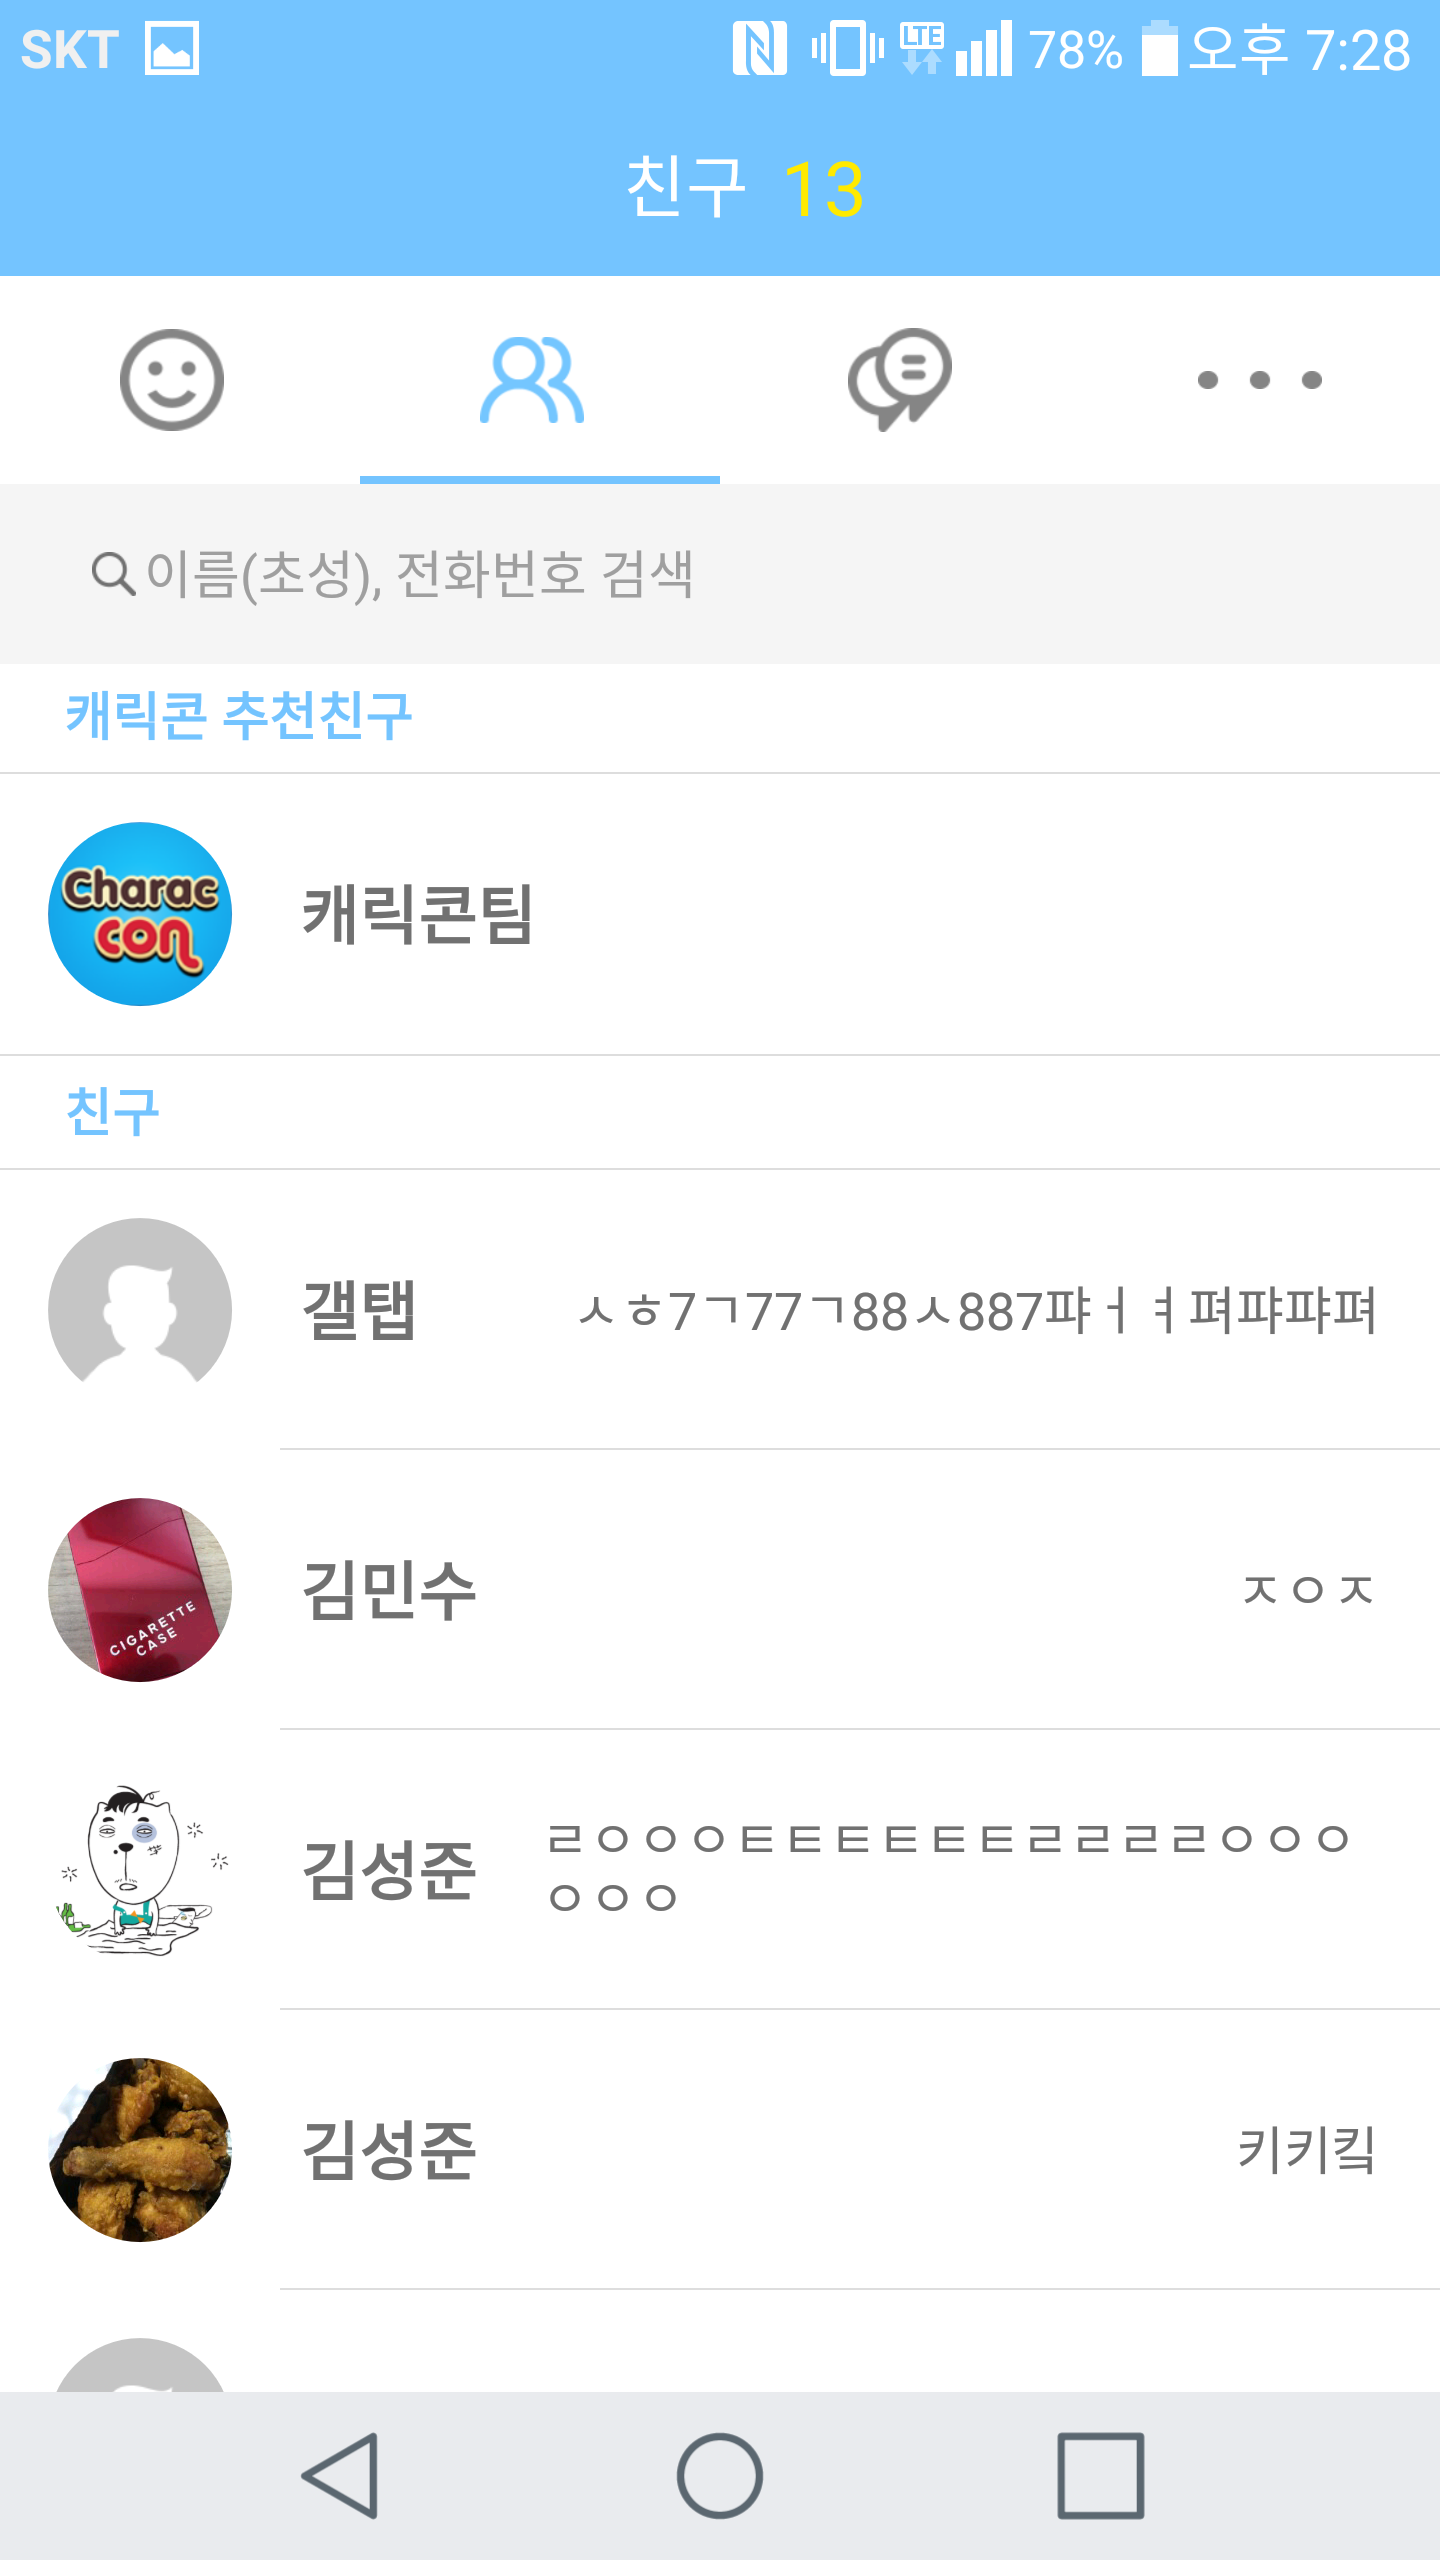 SKT LTE 78% 오후 7:28
친구 13
이름(초성), 전화번호 검색
캐릭콘 추천친구
Charac
con
캐릭콘팀
친구
갤탭 ㅅㅎ7ㄱ77ㄱ88ㅅ887퍄ㅓㅕ펴퍄퍄펴
CIGARETTE
CASE
김민수 ㅈㅇㅈ
김성준 ㄹㅇㅇㅇㅌㅌㅌㅌㅌㅌㄹㄹㄹㄹㅇㅇㅇ
ㅇㅇㅇ
김성준 키키킼